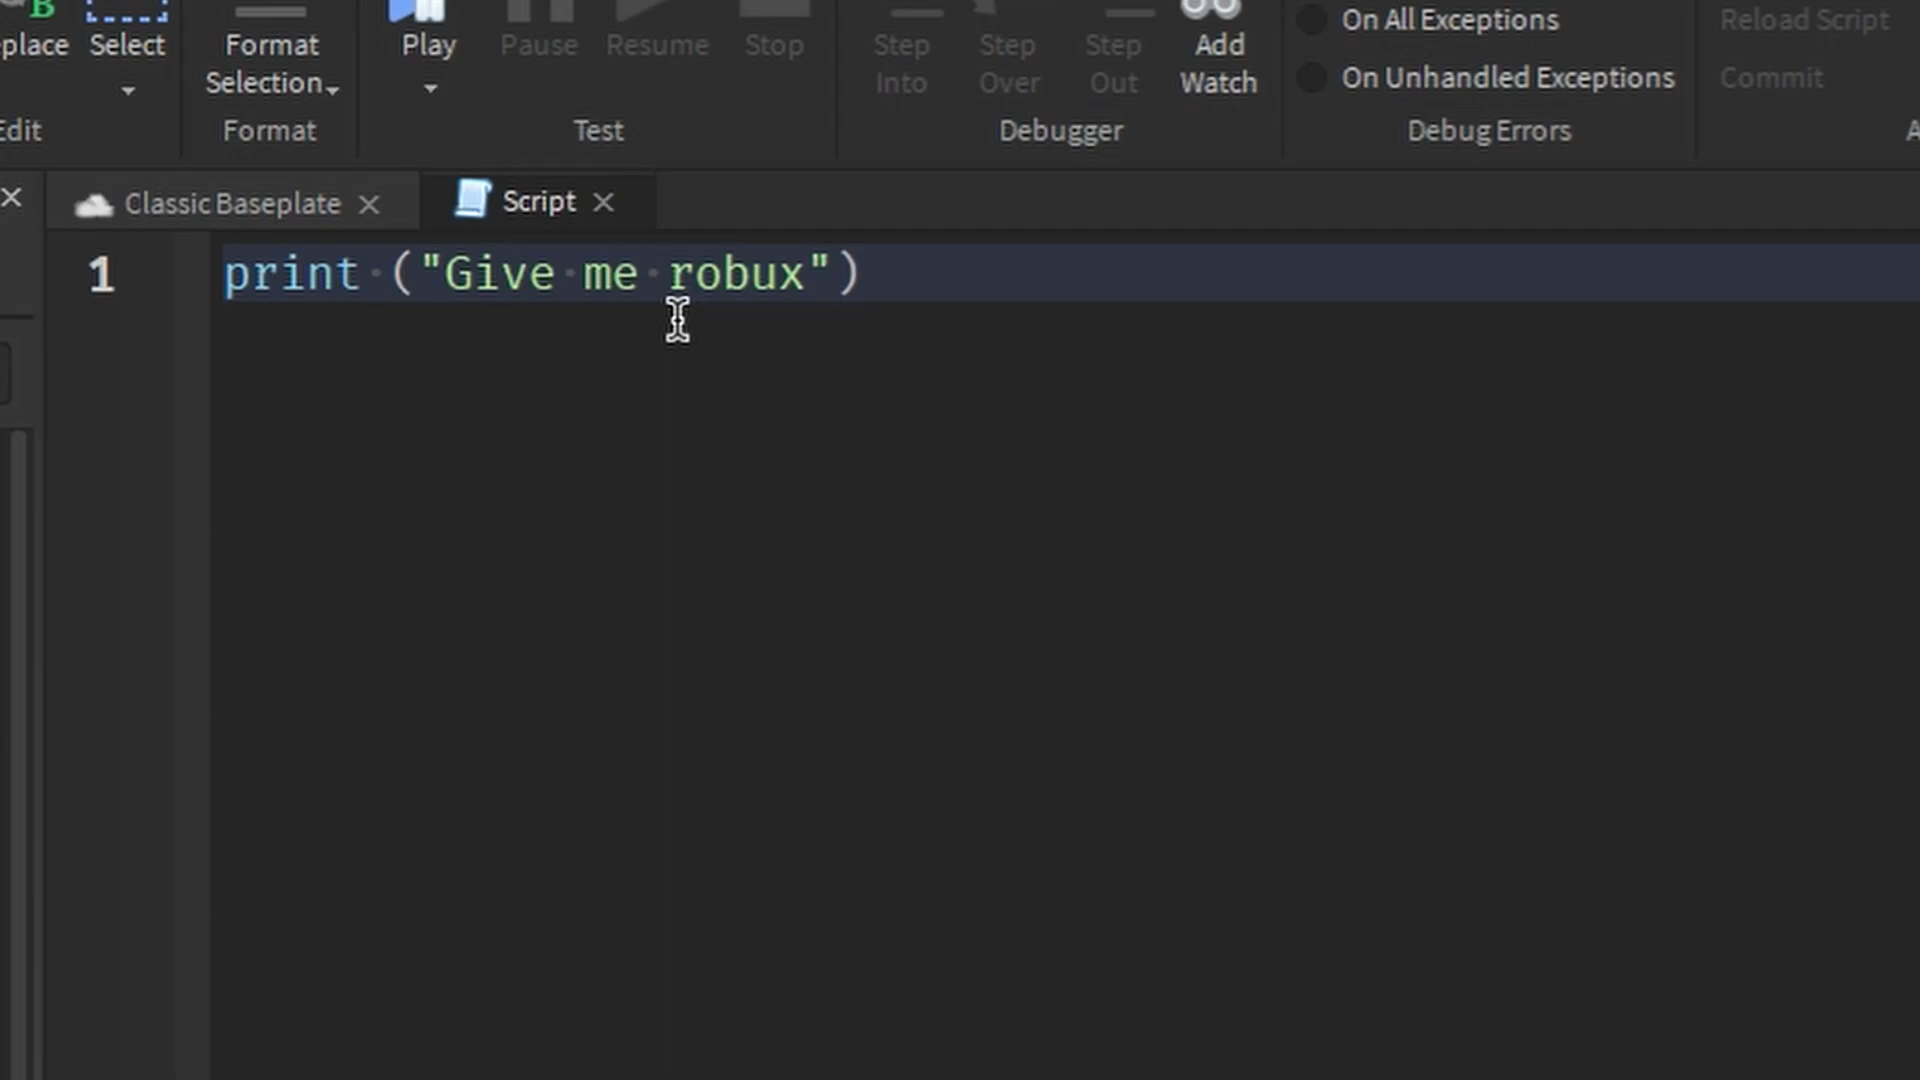 place Select Format Selection Play Pause Resume Stop Step Into Step Over Step Out Add Watch On All Exceptions On Unhandled Exceptions Reload Script Commit
Edit Format Test Debugger Debug Errors
Classic Baseplate Script
1 print ("Give me robux")